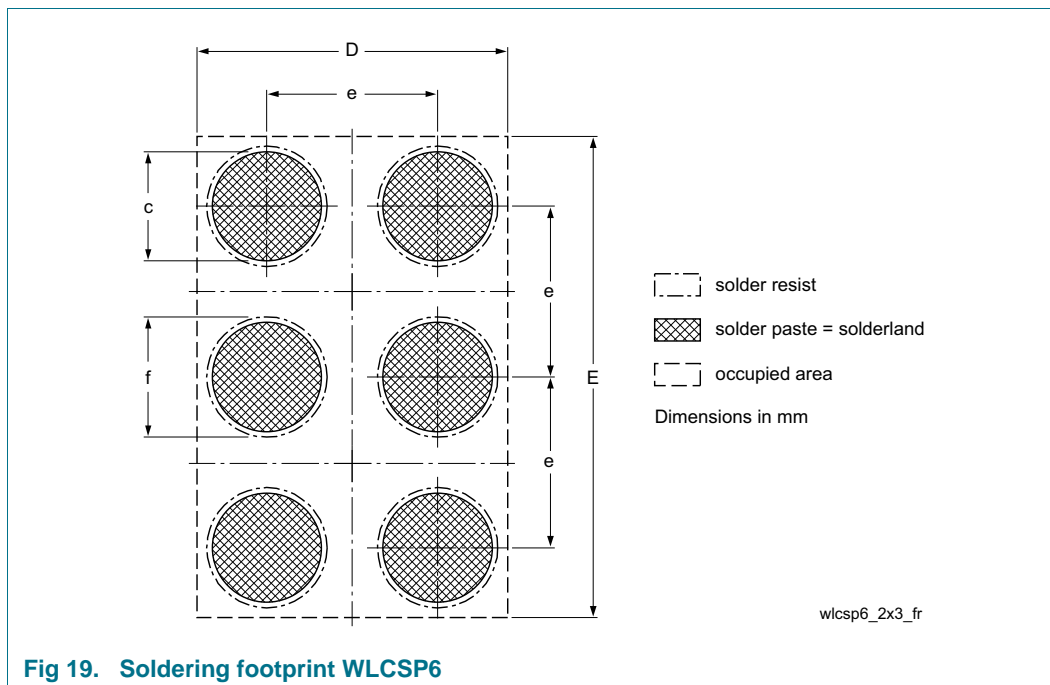 D
e
c
e
f
E
e
solder resist
solder paste = solderland
occupied area
Dimensions in mm
wlcsp6_2x3_fr
Fig 19. Soldering footprint WLCSP6